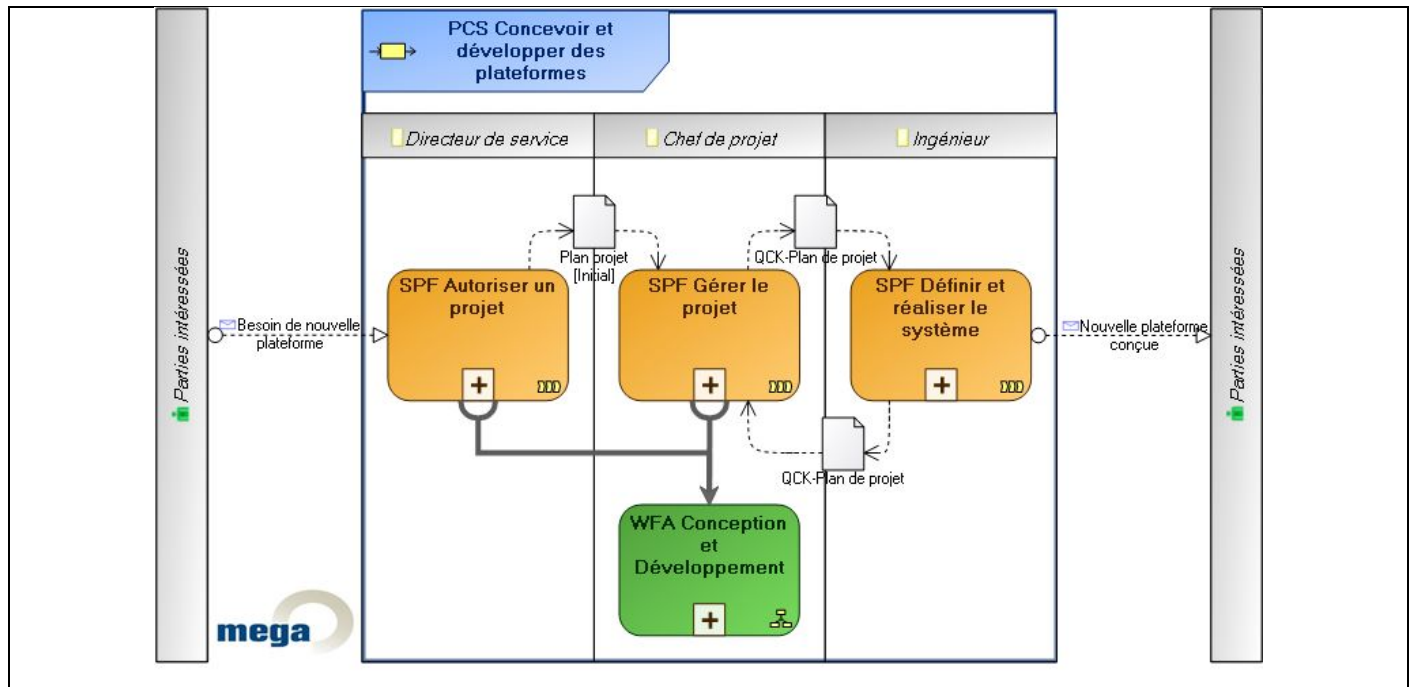 PCS Concevoir et
développer des
plateformes
Directeur de service
Chef de projet
Ingénieur
Parties intéressées
Besoin de nouvelle
plateforme
Plan projet
[Initial]
QCK-Plan de projet
SPF Autoriser un
projet
SPF Gérer le
projet
SPF Définir et
réaliser le
système
Nouvelle plateforme
conçue
Parties intéressées
QCK-Plan de projet
WFA Conception
et
Développement
mega